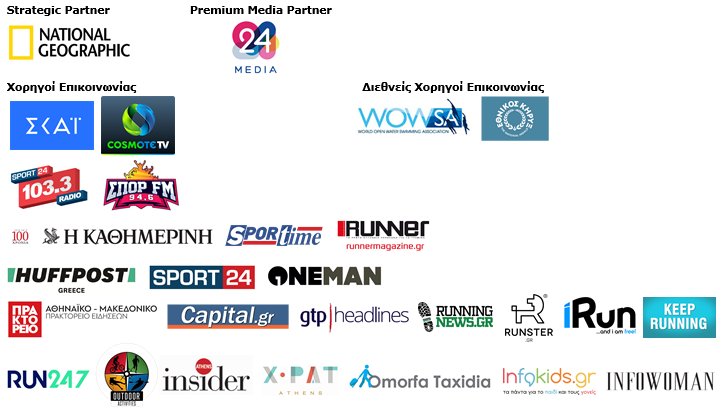 Strategic Partner
Premium Media Partner
NATIONAL
GEOGRAPHIC
24
MEDIA
Χορηγοί Επικοινωνίας
Διεθνείς Χορηγοί Επικοινωνίας
ΣΚΑΪ
COSMOTE TV
WOWSA
WORLD OPEN WATER SWIMMING ASSOCIATION
ΕΘΝΙΚΟΣ ΚΗΡΥΞ
SPORT 24
103.3
RADIO
ΣΠΟΡ FM
94.6
100
ΧΡΟΝΙΑ
Η ΚΑΘΗΜΕΡΙΝΗ
SPORtime
RUNNER
runnermagazine.gr
HUFFPOST
GREECE
SPORT 24
ONEMAN
ΠΡΑ
ΚΤΟ
ΡΕΙΟ
ΑΘΗΝΑΪΚΟ - ΜΑΚΕΔΟΝΙΚΟ
ΠΡΑΚΤΟΡΕΙΟ ΕΙΔΗΣΕΩΝ
Capital.gr
gtp headlines
RUNNING
NEWS.GR
RUNSTER
.GR
iRun
...and i am free!
KEEP
RUNNING
RUN247
OUTDOOR
ACTIVITIES
ATHENS
insider
X·PAT
ATHENS
Omorfa Taxidia
Infokids.gr
τα πάντα για το παιδί και τους γονείς
INFOWOMAN